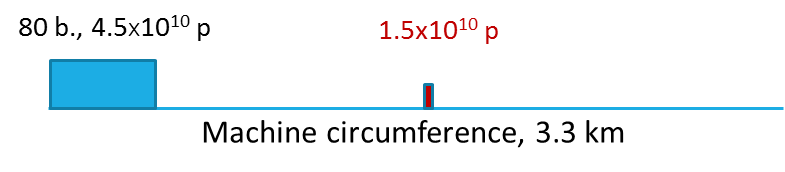 80 b., 4.5x10¹⁰ p
1.5x10¹⁰ p
Machine circumference, 3.3 km